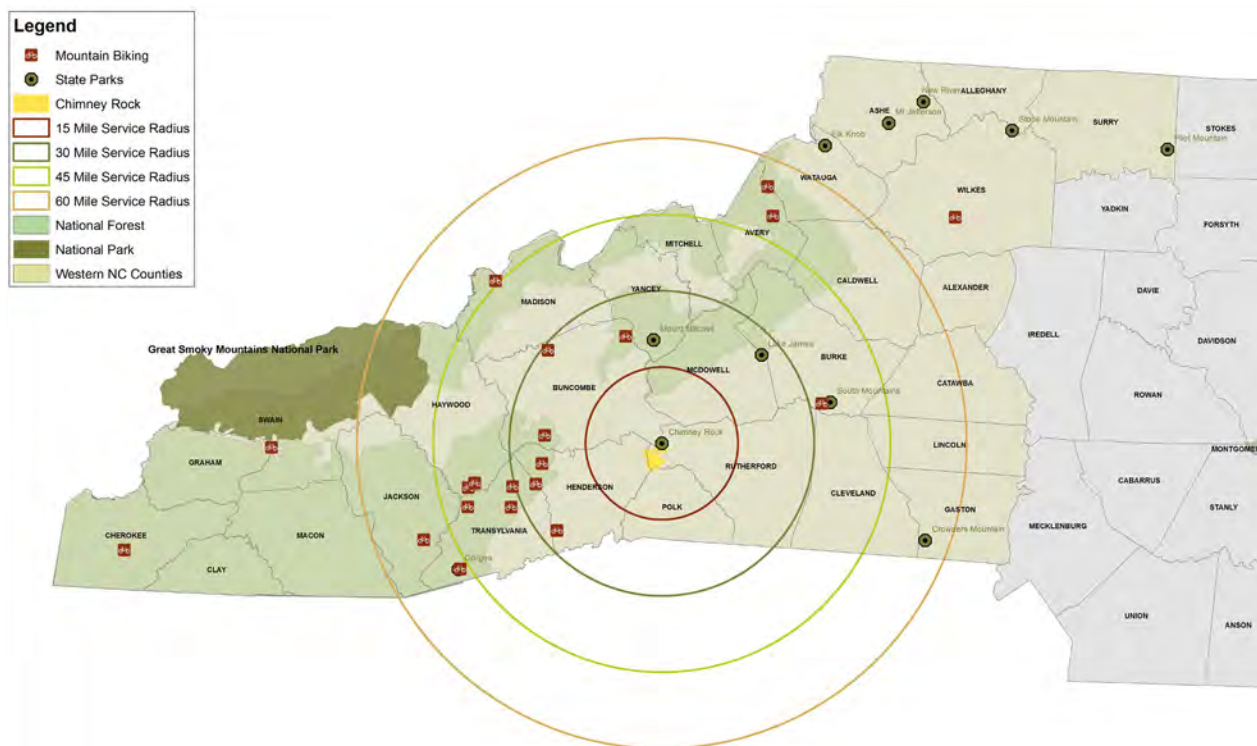 Legend
Mountain Biking
State Parks
Chimney Rock
15 Mile Service Radius
30 Mile Service Radius
45 Mile Service Radius
60 Mile Service Radius
National Forest
National Park
Western NC Counties
New River
ALLEGHANY
ASHE
Mt Jefferson
Stone Mountain
SURRY
STOKES
Elk Knob
Pilot Mountain
WATAUGA
WILKES
YADKIN
FORSYTH
AVERY
MITCHELL
CALDWELL
ALEXANDER
DAVIE
MADISON
YANCEY
IREDELL
DAVIDSON
Great Smoky Mountains National Park
Mount Mitchell
Lake James
BURKE
MCDOWELL
CATAWBA
BUNCOMBE
ROWAN
HAYWOOD
South Mountains
SWAIN
Chimney Rock
LINCOLN
MONTGOMER
GRAHAM
RUTHERFORD
CABARRUS
HENDERSON
CLEVELAND
JACKSON
POLK
GASTON
STANLY
MECKLENBURG
TRANSYLVANIA
Crowders Mountain
CHEROKEE
MACON
Gorges
CLAY
UNION
ANSON